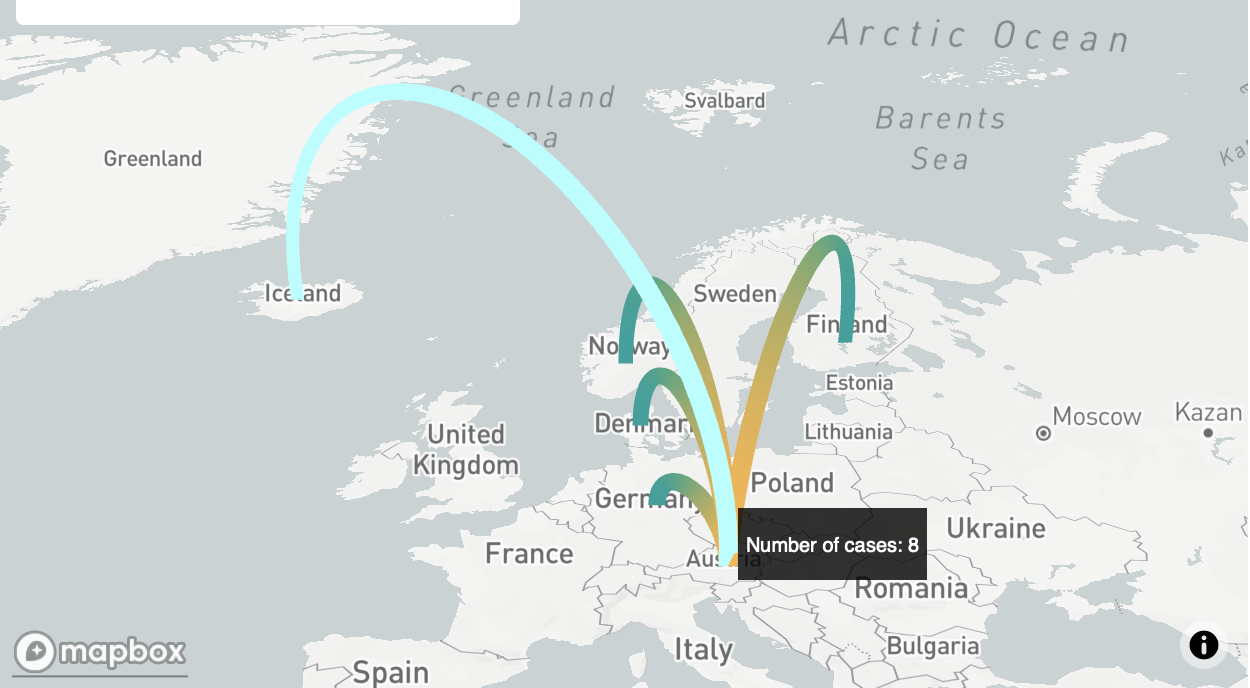 Arctic Ocean
Greenland
Sea
Svalbard
Barents
Sea
Greenland
Iceland
Sweden
Norway
Finland
Estonia
Denmark
Lithuania
Moscow
Kazan
United
Kingdom
Germany
Poland
Ukraine
France
Austria
Number of cases: 8
Romania
Italy
Bulgaria
Spain
mapbox
i